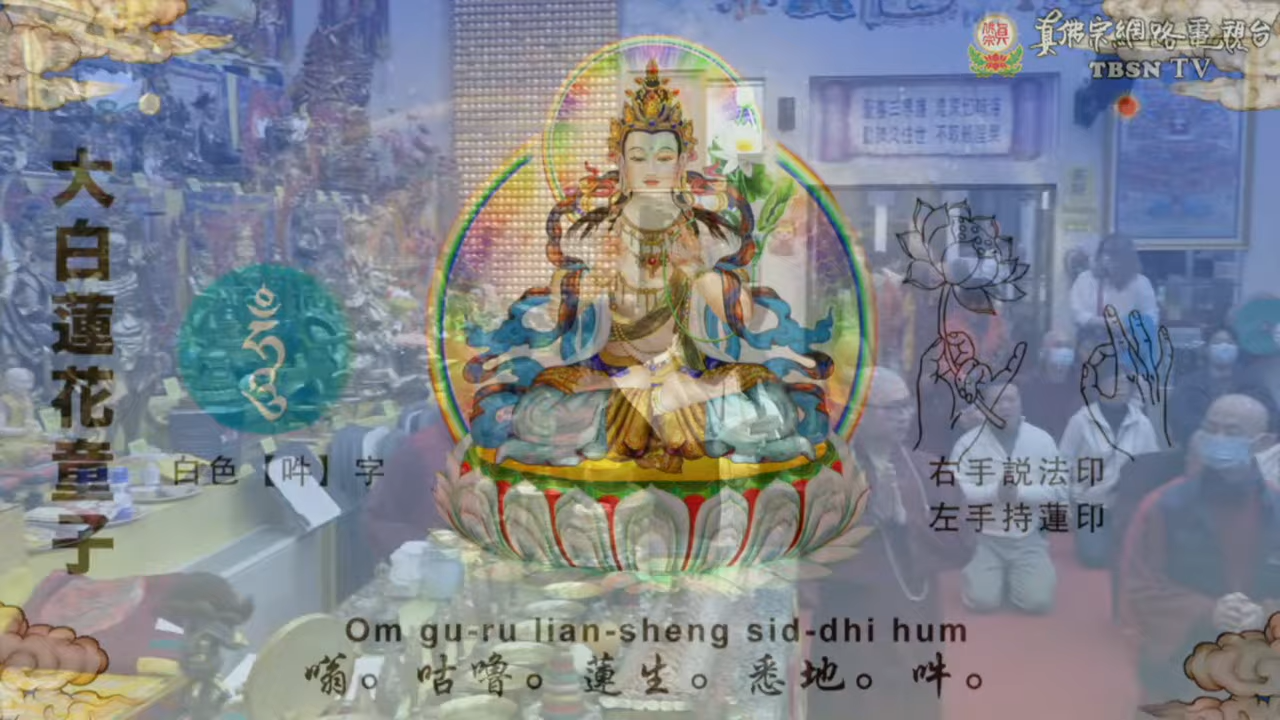 真佛宗網路電視台
TBSN TV
大白蓮花童子
白色【吽】字
右手説法印
左手持蓮印
Om gu-ru lian-sheng sid-dhi hum
嗡。咕嚕。蓮生。悉地。吽。